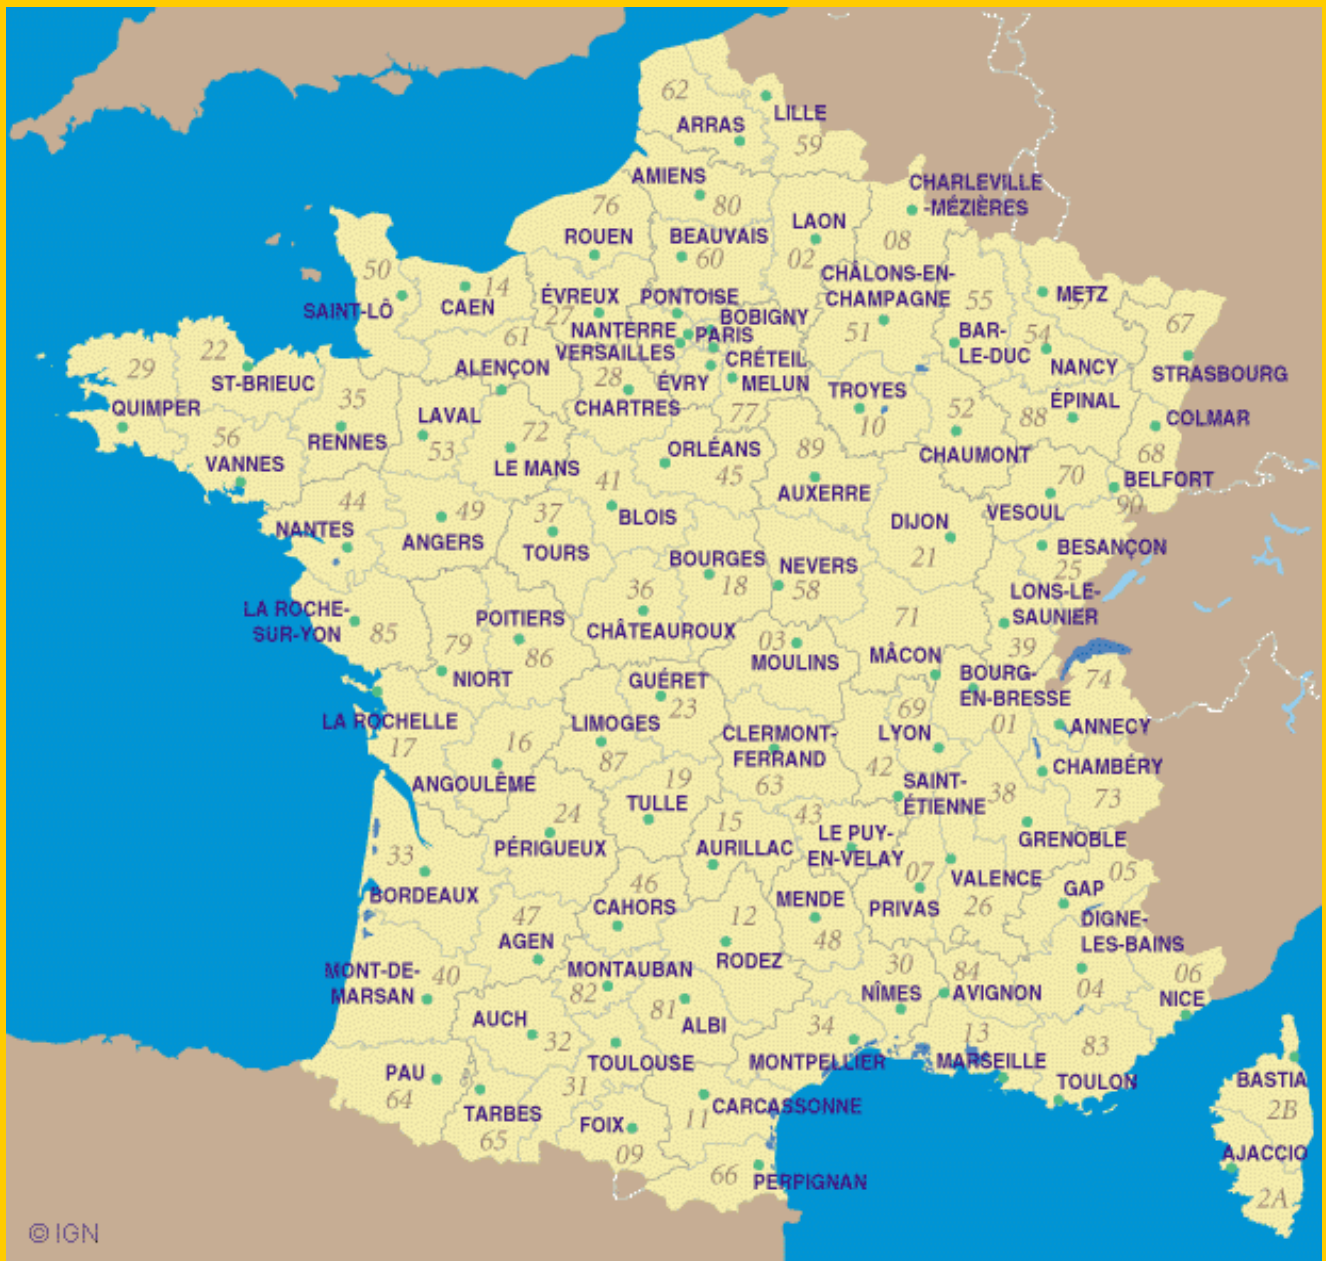 62
LILLE
ARRAS
59
AMIENS
CHARLEVILLE
-MÉZIÈRES
76
80
LAON
ROUEN
BEAUVAIS
08
02
60
50
CHÂLONS-EN-
CHAMPAGNE
14
ÉVREUX
PONTOISE
55
METZ
57
SAINT-LÔ
CAEN
27
BOBIGNY
67
61
NANTERRE
PARIS
51
BAR-
LE-DUC
54
VERSAILLES
22
29
ALENÇON
CRÉTEIL
NANCY
STRASBOURG
ST-BRIEUC
28
ÉVRY
MELUN
TROYES
35
CHARTRES
77
52
88
ÉPINAL
QUIMPER
LAVAL
10
COLMAR
56
RENNES
53
72
ORLÉANS
89
CHAUMONT
68
VANNES
LE MANS
45
70
BELFORT
41
AUXERRE
90
44
49
37
BLOIS
DIJON
VESOUL
NANTES
ANGERS
TOURS
21
BESANÇON
BOURGES
NEVERS
25
36
18
58
LONS-LE-
SAUNIER
LA ROCHE-
SUR-YON
85
POITIERS
CHÂTEAUROUX
71
79
86
03
MOULINS
MÂCON
39
NIORT
GUÉRET
BOURG-
EN-BRESSE
74
23
69
LA ROCHELLE
LIMOGES
CLERMONT-
FERRAND
LYON
01
ANNECY
17
16
87
42
CHAMBÉRY
ANGOULÊME
19
63
SAINT-
ÉTIENNE
38
73
TULLE
24
15
43
LE PUY-
EN-VELAY
GRENOBLE
33
PÉRIGUEUX
AURILLAC
07
VALENCE
05
BORDEAUX
46
MENDE
GAP
47
CAHORS
12
PRIVAS
26
DIGNE-
LES-BAINS
AGEN
48
MONT-DE-
MARSAN
40
MONTAUBAN
RODEZ
30
84
06
82
NÎMES
AVIGNON
04
NICE
AUCH
81
ALBI
34
13
32
TOULOUSE
MONTPELLIER
MARSEILLE
83
PAU
31
TOULON
BASTIA
64
TARBES
FOIX
11
CARCASSONNE
2B
65
09
AJACCIO
66
PERPIGNAN
2A
© IGN